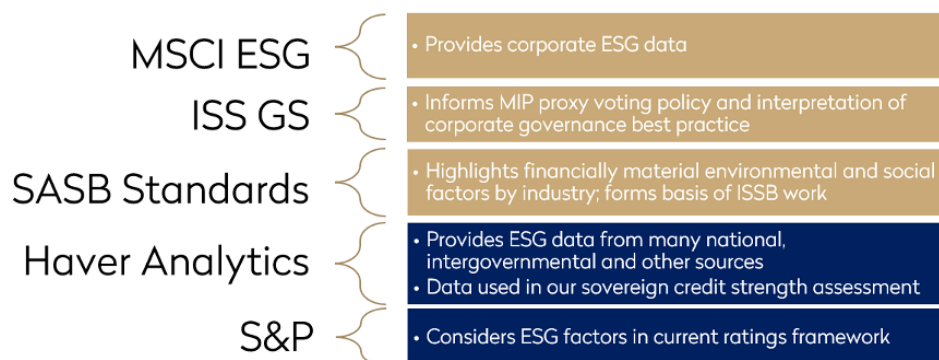 MSCI ESG
• Provides corporate ESG data
ISS GS
• Informs MIP proxy voting policy and interpretation of
corporate governance best practice
SASB Standards
• Highlights financially material environmental and social
factors by industry; forms basis of ISSB work
Haver Analytics
• Provides ESG data from many national,
intergovernmental and other sources
• Data used in our sovereign credit strength assessment
S&P
• Considers ESG factors in current ratings framework